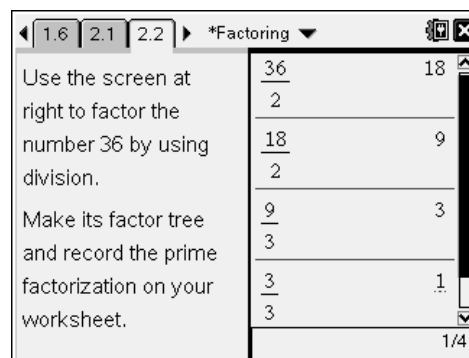 1.6 2.1 2.2 *Factoring
Use the screen at
right to factor the
number 36 by using
division.
Make its factor tree
and record the prime
factorization on your
worksheet.
36
2
18
18
2
9
9
3
3
3
3
1
1/4